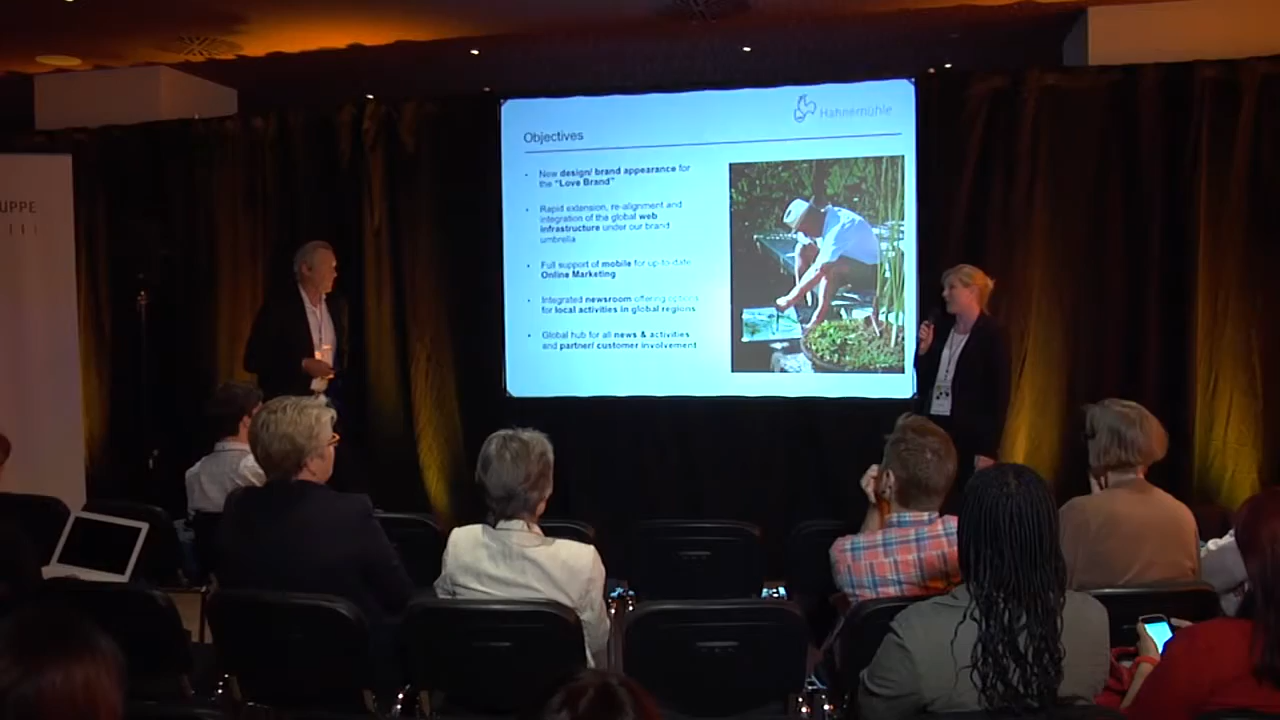 UPPE
Hahnemühle
Objectives
• New design/ brand appearance for
the "Love Brand"
• Rapid extension, re-alignment and
integration of the global web
infrastructure under our brand
umbrella
• Full support of mobile for up-to-date
Online Marketing
• Integrated newsroom offering options
for local activities in global regions
• Global hub for all news & activities
and partner/ customer involvement